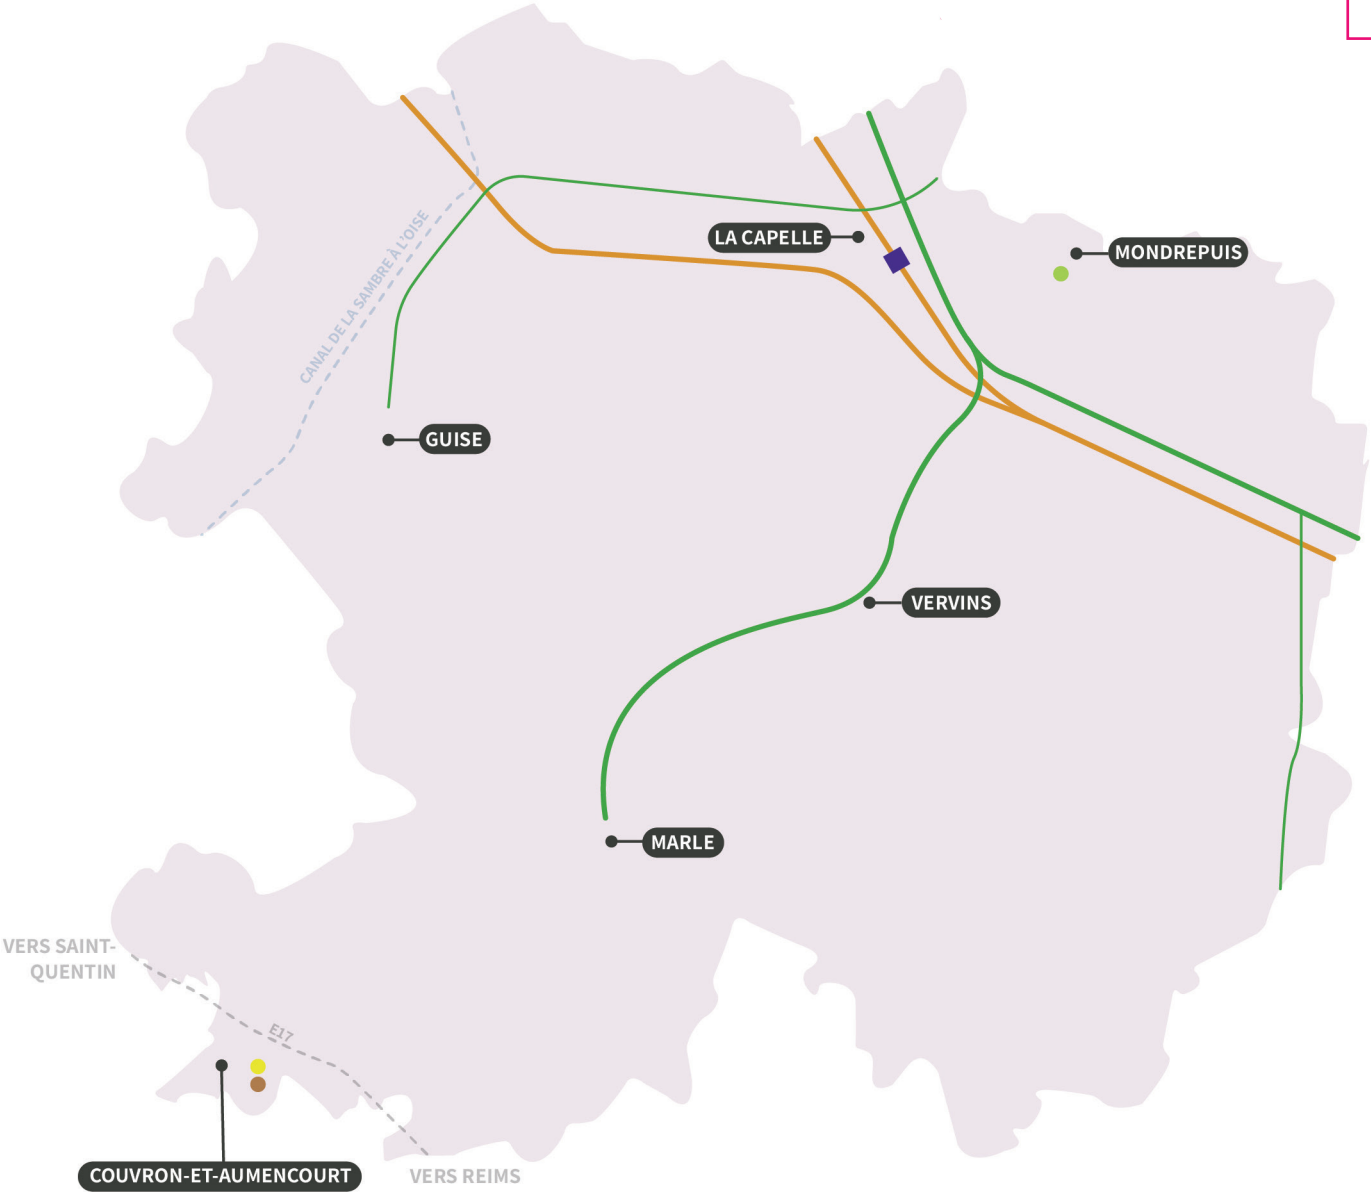 LA CAPELLE
MONDREPUIS
CANAL DE LA SAMBRE À L'OISE
GUISE
VERVINS
MARLE
VERS SAINT-
QUENTIN
E17
COUVRON-ET-AUMENCOURT
VERS REIMS